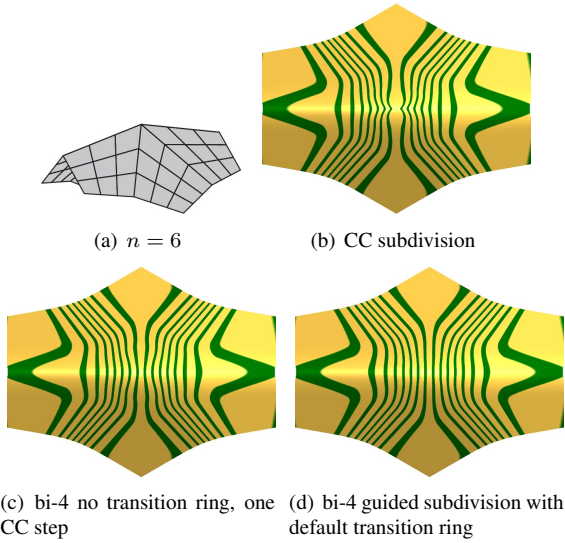 (a) n = 6
(b) CC subdivision
(c) bi-4 no transition ring, one
CC step
(d) bi-4 guided subdivision with
default transition ring